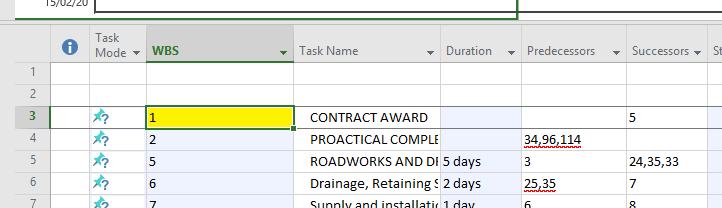 15/02/20
Task Mode WBS Task Name Duration Predecessors Successors
1
2
3 1 CONTRACT AWARD 5
4 2 PROACTICAL COMPLE 34,96,114
5 5 ROADWORKS AND 5 days 3 24,35,33
6 6 Drainage, Retaining 2 days 25,35 7
7 7 Supply and 1 day 6 8